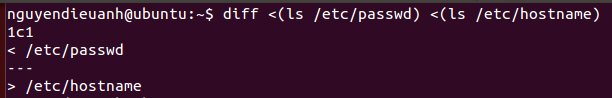 nguyendieuanh@ubuntu:~$ diff <(ls /etc/passwd) <(ls /etc/hostname)
1c1
< /etc/passwd
---
> /etc/hostname